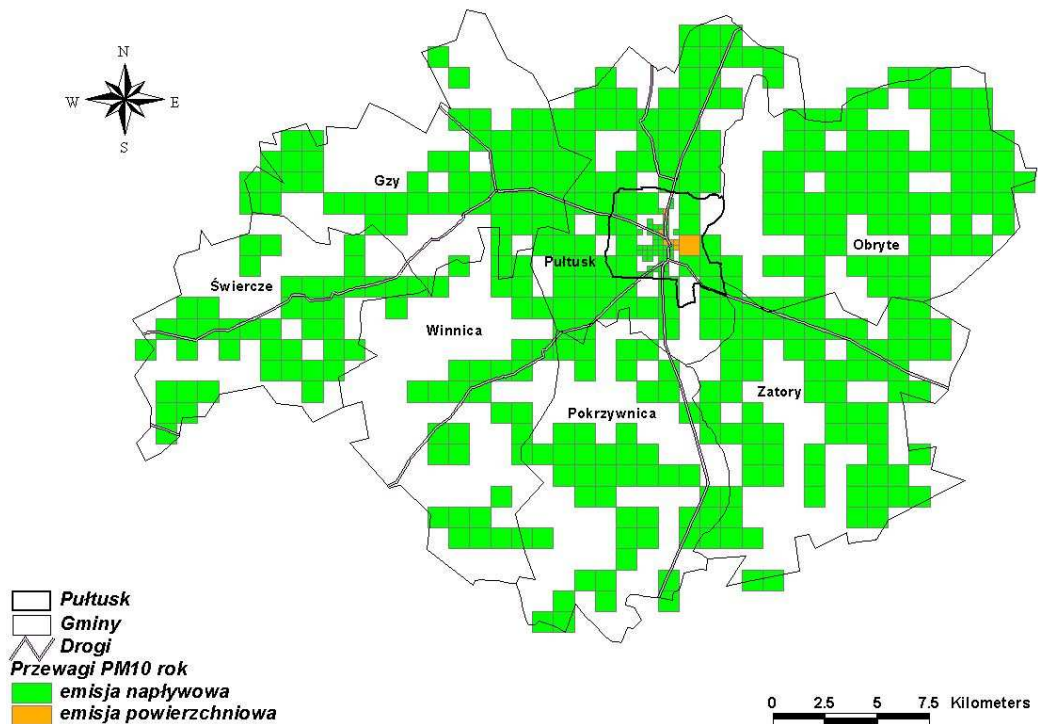 N
W E
S
Gzy
Obryte
Pułtusk
Świercze
Winnica
Zatory
Pokrzywnica
Pułtusk
Gminy
Drogi
Przewagi PM10 rok
emisja napływowa
emisja powierzchniowa
0 2.5 5 7.5 Kilometers